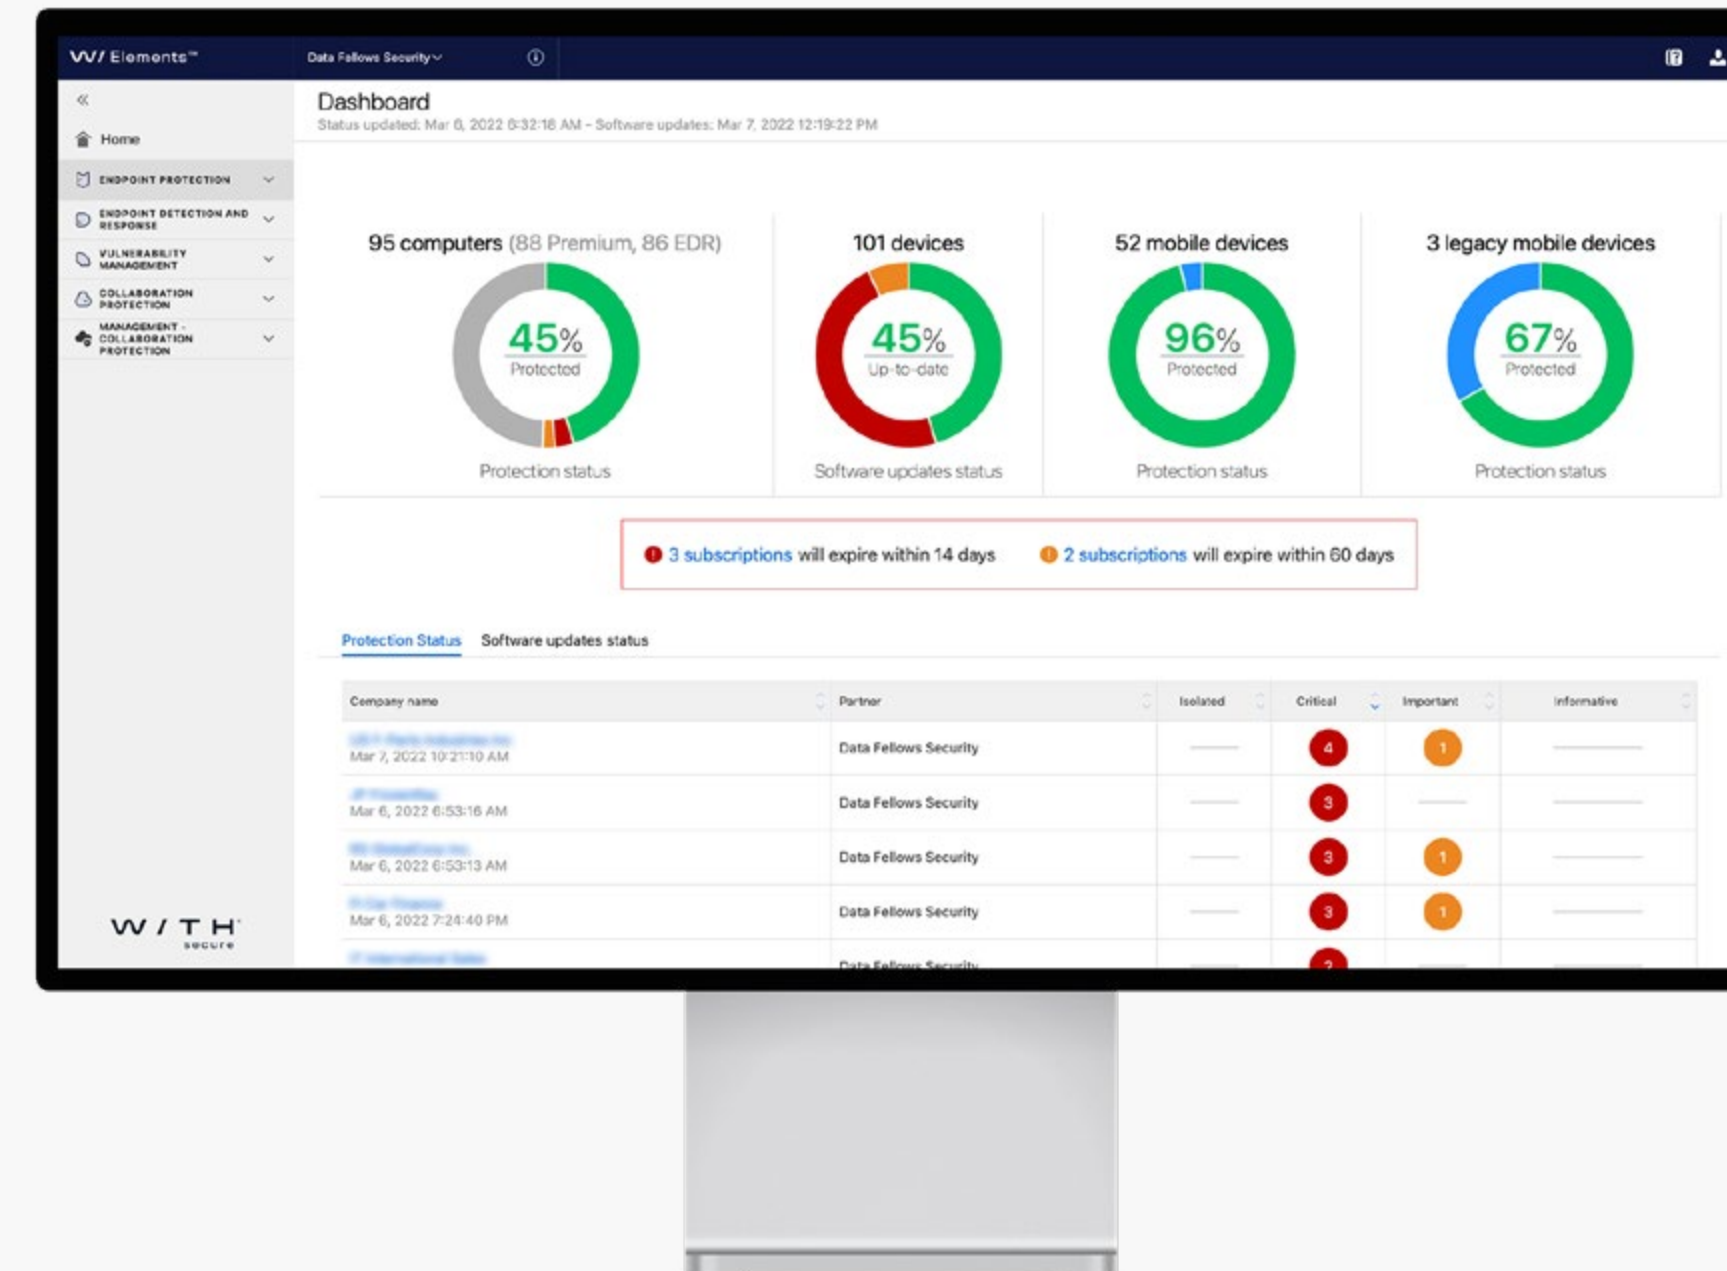 W/ Elements™
Data Fellows Security
Dashboard
Status updated: Mar 6, 2022 6:32:16 AM - Software updates: Mar 7, 2022 12:19:22 PM
Home
ENDPOINT PROTECTION
ENDPOINT DETECTION AND
RESPONSE
VULNERABILITY
MANAGEMENT
COLLABORATION
PROTECTION
MANAGEMENT -
COLLABORATION
PROTECTION
W/TH
secure
95 computers (88 Premium, 86 EDR)
45%
Protected
Protection status
101 devices
45%
Up-to-date
Software updates status
52 mobile devices
96%
Protected
Protection status
3 legacy mobile devices
67%
Protected
Protection status
3 subscriptions will expire within 14 days
2 subscriptions will expire within 60 days
Protection Status Software updates status
Company name Partner Isolated Critical Important Informative
Mar 7, 2022 10:21:10 AM Data Fellows Security 4 1
Mar 6, 2022 6:53:16 AM Data Fellows Security 3
Mar 6, 2022 6:53:13 AM Data Fellows Security 3 1
Mar 6, 2022 7:24:40 PM Data Fellows Security 3 1
Data Fellows Security 2